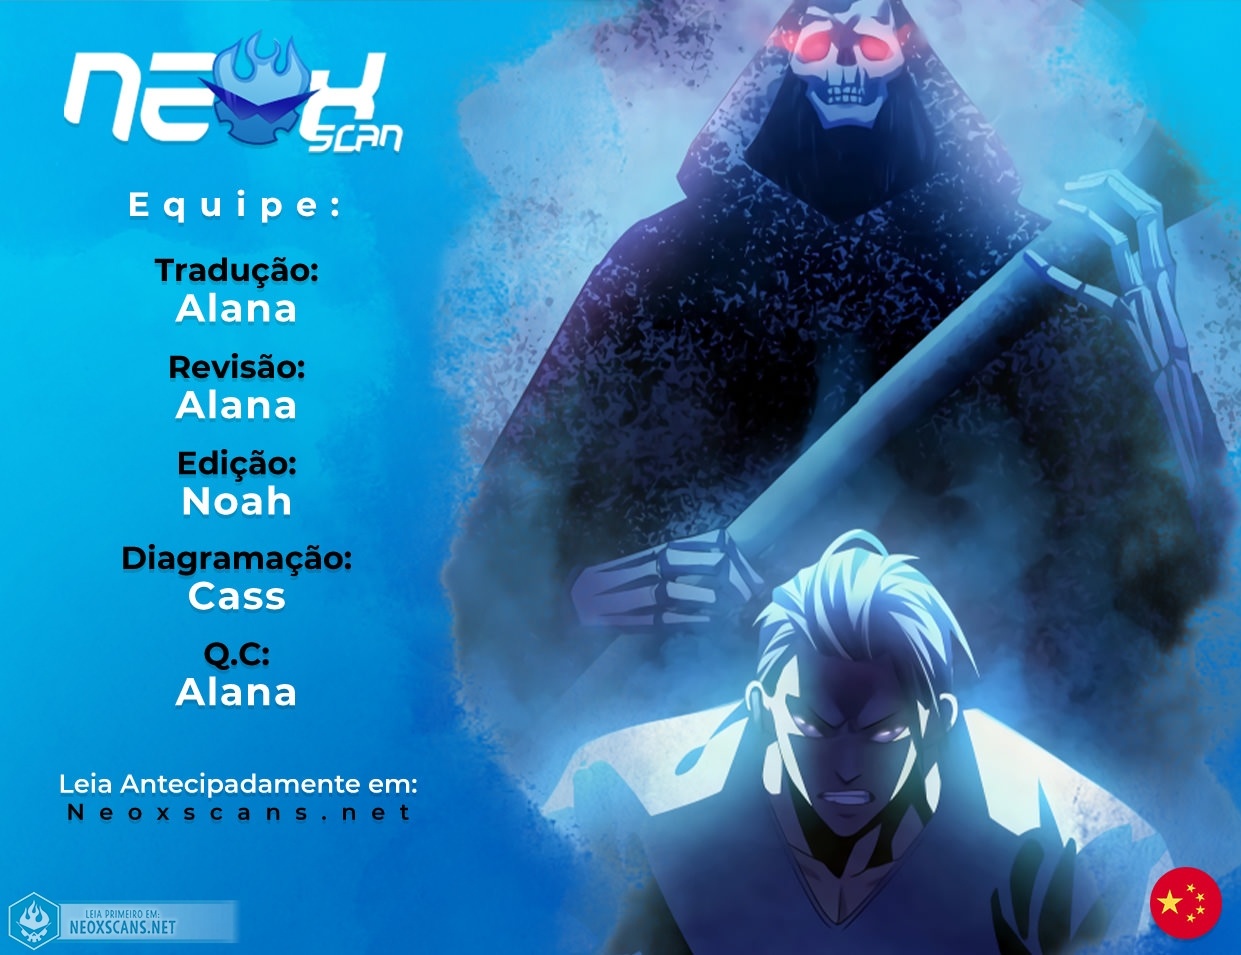 NEOX
SCAN
Equipe:
Tradução:
Alana
Revisão:
Alana
Edição:
Noah
Diagramação:
Cass
Q.C:
Alana
Leia Antecipadamente em:
Neoxscans.net
LEIA PRIMEIRO EM:
NEOXSCANS.NET